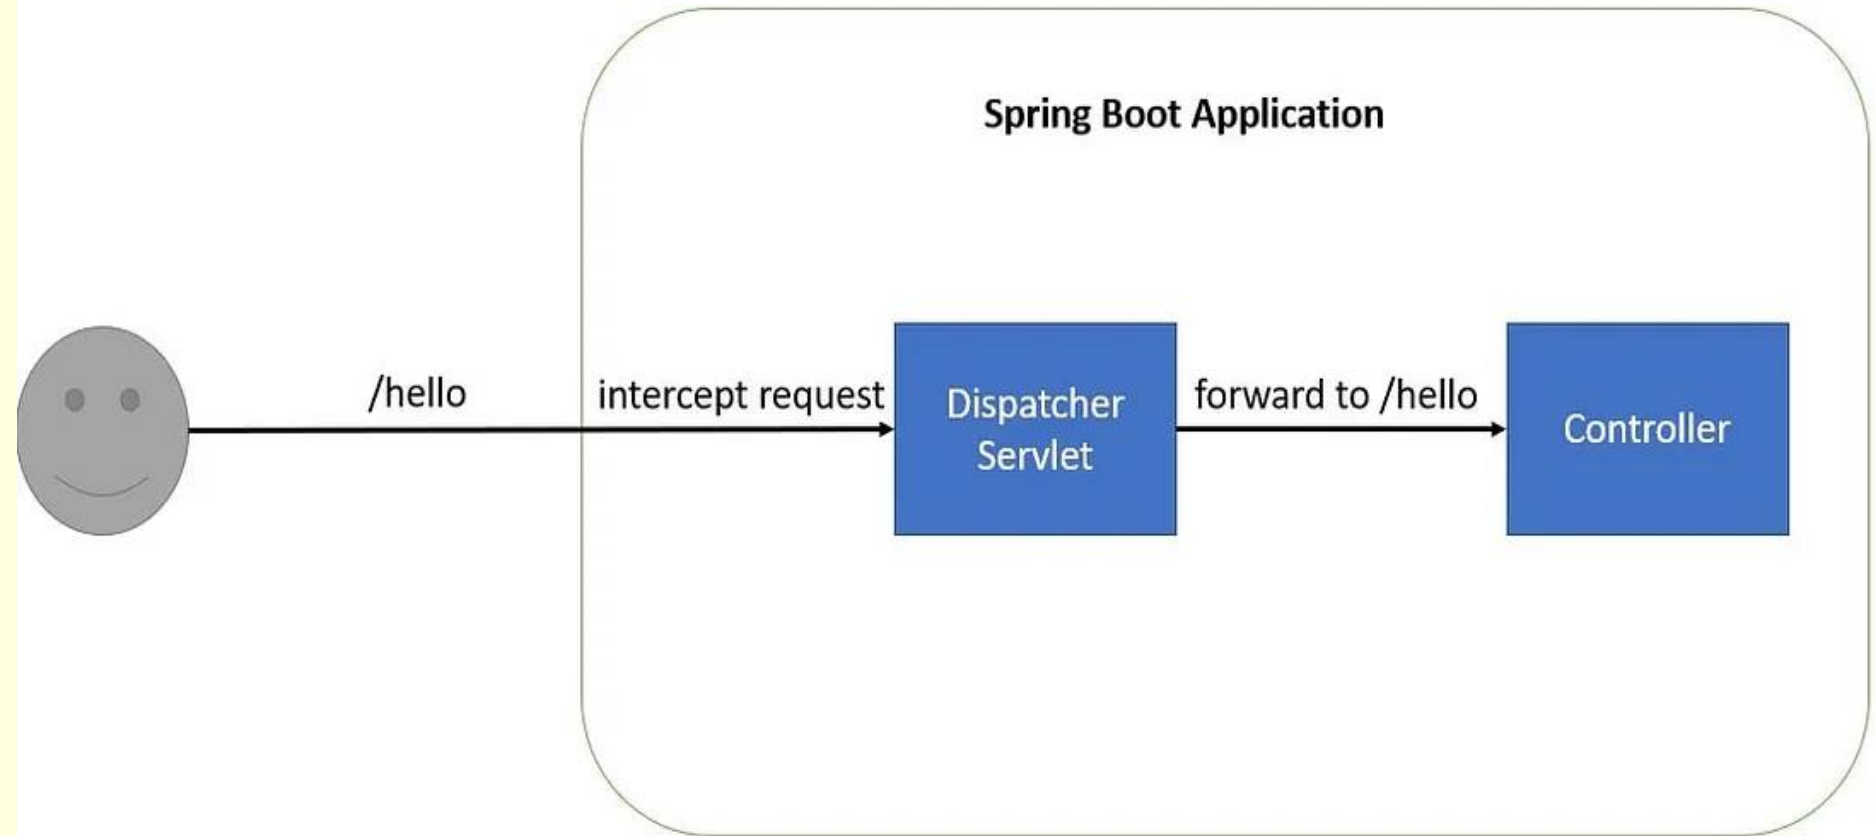 Spring Boot Application
/hello
intercept request
Dispatcher
Servlet
forward to /hello
Controller